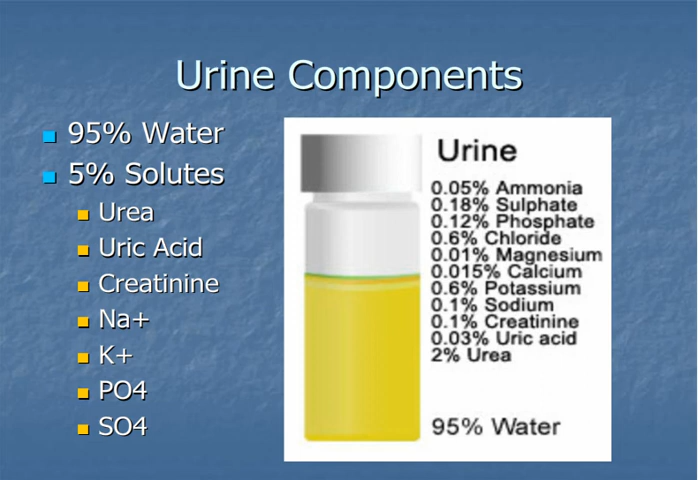 Urine Components
95% Water
5% Solutes
Urea
Uric Acid
Creatinine
Na+
K+
PO4
SO4
Urine
0.05% Ammonia
0.18% Sulphate
0.12% Phosphate
0.6% Chloride
0.01% Magnesium
0.015% Calcium
0.6% Potassium
0.1% Sodium
0.1% Creatinine
0.03% Uric acid
2% Urea
95% Water